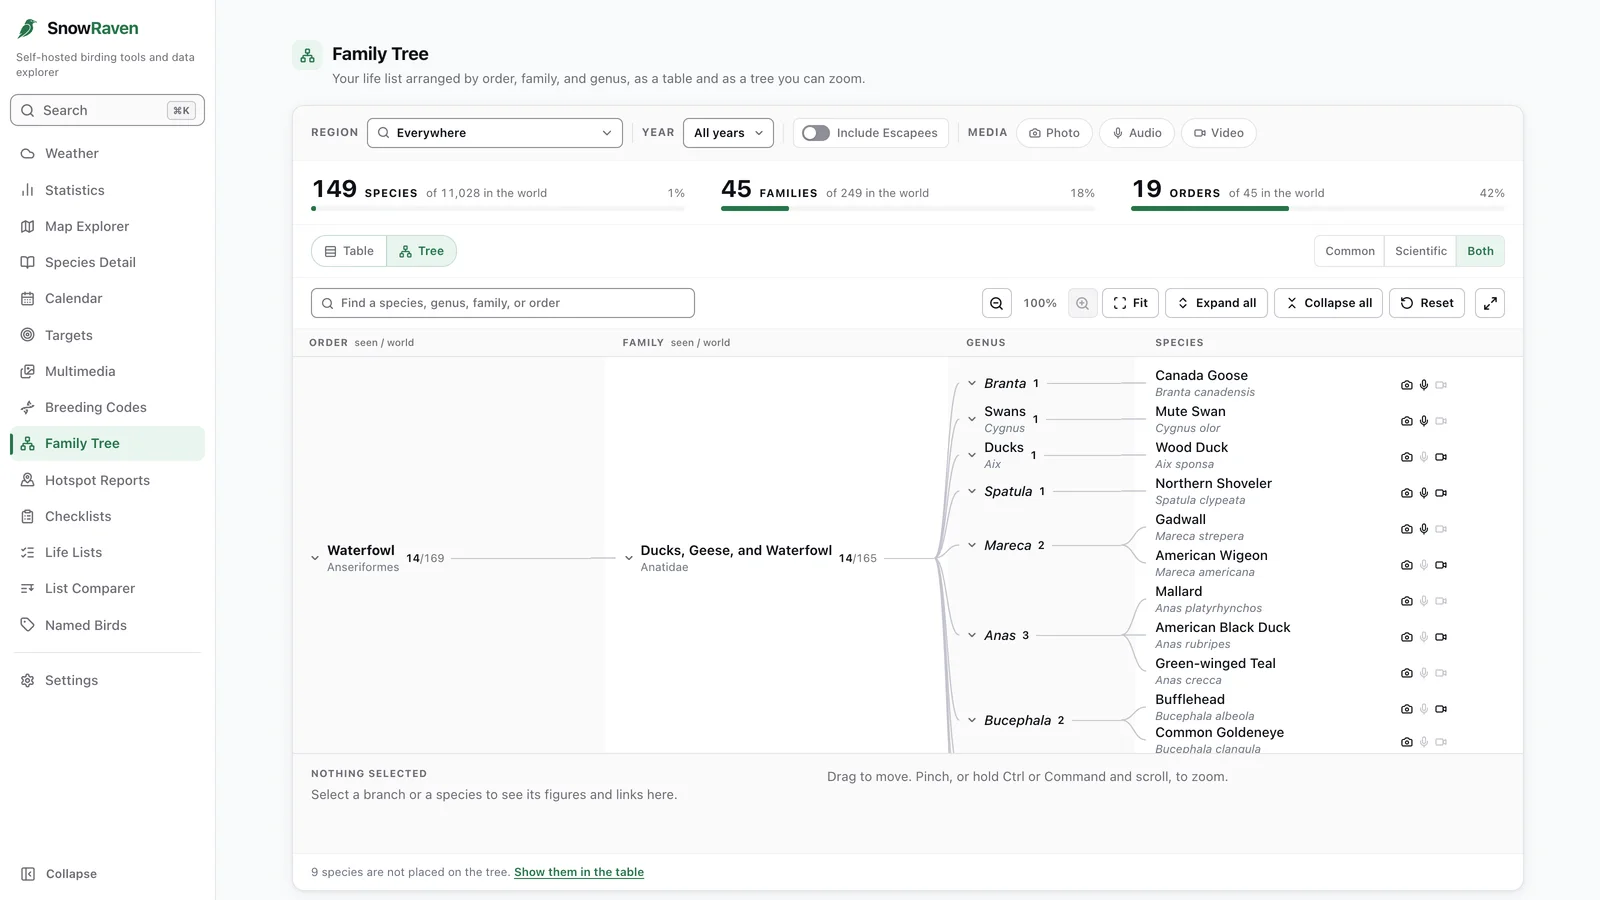 SnowRaven
Self-hosted birding tools and data
explorer
Search ⌘K
Weather
Statistics
Map Explorer
Species Detail
Calendar
Targets
Multimedia
Breeding Codes
Family Tree
Hotspot Reports
Checklists
Life Lists
List Comparer
Named Birds
Settings
Collapse
Family Tree
Your life list arranged by order, family, and genus, as a table and as a tree you can zoom.
REGION Everywhere YEAR All years Include Escapees MEDIA Photo Audio Video
149 SPECIES of 11,028 in the world 1%
45 FAMILIES of 249 in the world 18%
19 ORDERS of 45 in the world 42%
Table Tree
Common Scientific Both
Find a species, genus, family, or order
100% Fit Expand all Collapse all Reset
ORDER seen / world FAMILY seen / world GENUS SPECIES
Waterfowl 14/169
Anseriformes
Ducks, Geese, and Waterfowl 14/165
Anatidae
Branta 1
Canada Goose
Branta canadensis
Swans 1
Cygnus
Mute Swan
Cygnus olor
Ducks 1
Aix
Wood Duck
Aix sponsa
Spatula 1
Northern Shoveler
Spatula clypeata
Mareca 2
Gadwall
Mareca strepera
American Wigeon
Mareca americana
Anas 3
Mallard
Anas platyrhynchos
American Black Duck
Anas rubripes
Green-winged Teal
Anas crecca
Bucephala 2
Bufflehead
Bucephala albeola
Common Goldeneye
Bucephala clangula
NOTHING SELECTED
Select a branch or a species to see its figures and links here.
Drag to move. Pinch, or hold Ctrl or Command and scroll, to zoom.
9 species are not placed on the tree. Show them in the table